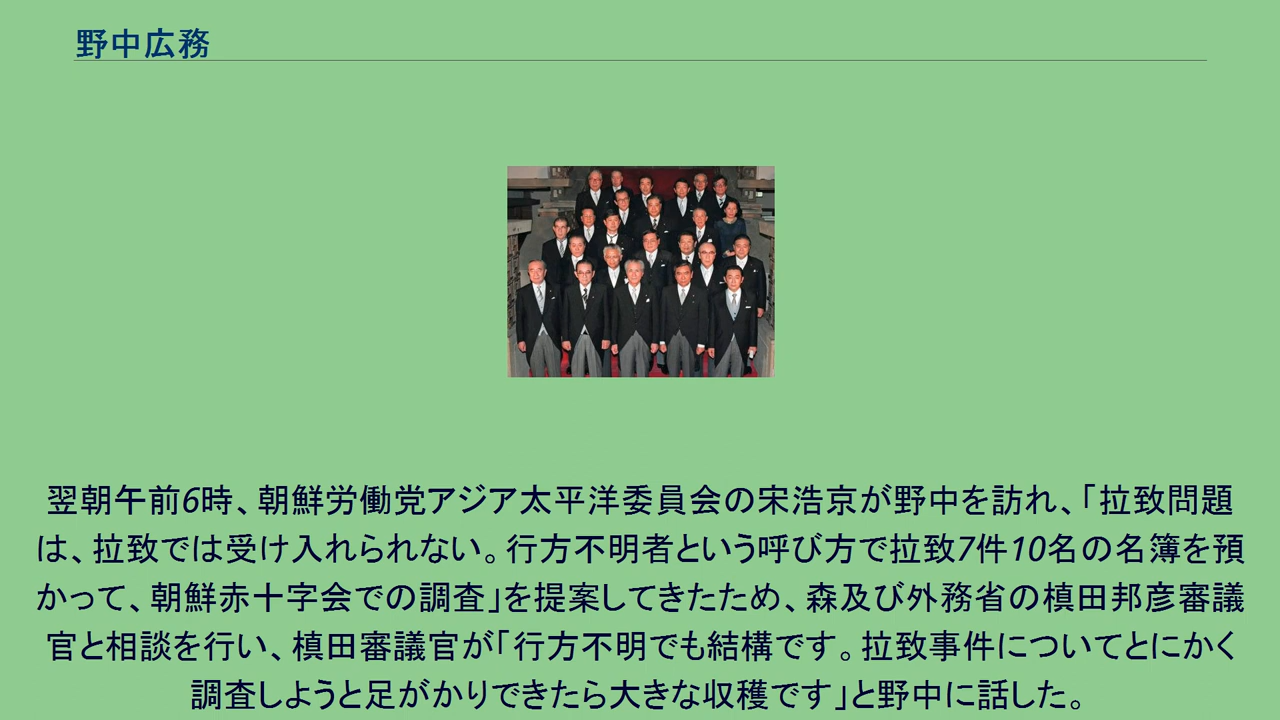 野中広務
翌朝午前6時、朝鮮労働党アジア太平洋委員会の宋浩京が野中を訪れ、「拉致問題
は、拉致では受け入れられない。行方不明者という呼び方で拉致7件10名の名簿を預
かって、朝鮮赤十字会での調査」を提案してきたため、森及び外務省の槙田邦彦審議
官と相談を行い、槙田審議官が「行方不明でも結構です。拉致事件についてとにかく
調査しようと足がかりできたら大きな収穫です」と野中に話した。